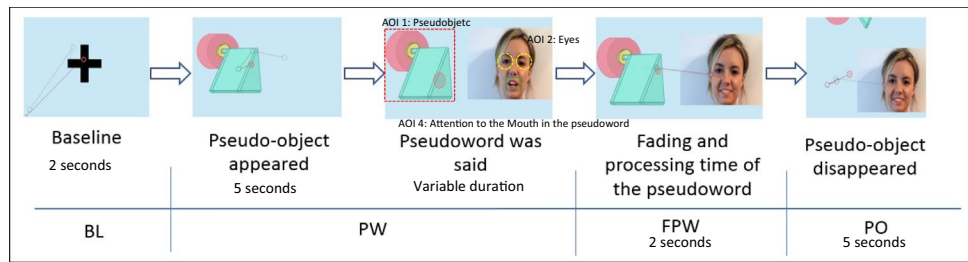 AOI 1: Pseudobjetc
AOI 2: Eyes
AOI 4: Attention to the Mouth in the pseudoword
Baseline
2 seconds
Pseudo-object
appeared
5 seconds
Pseudoword was
said
Variable duration
Fading and
processing time of
the pseudoword
Pseudo-object
disappeared
BL
PW
FPW
2 seconds
PO
5 seconds